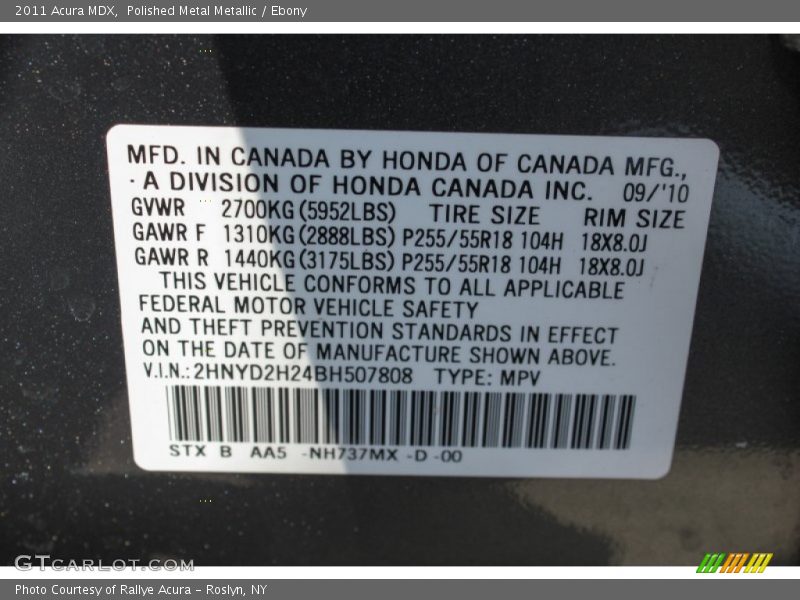 2011 Acura MDX, Polished Metal Metallic / Ebony
MFD. IN CANADA BY HONDA OF CANADA MFG.,
· A DIVISION OF HONDA CANADA INC. 09/'10
GVWR 2700KG(5952LBS) TIRE SIZE RIM SIZE
GAWR F 1310KG(2888LBS) P255/55R18 104H 18X8.0J
GAWR R 1440KG(3175LBS) P255/55R18 104H 18X8.0J
THIS VEHICLE CONFORMS TO ALL APPLICABLE
FEDERAL MOTOR VEHICLE SAFETY
AND THEFT PREVENTION STANDARDS IN EFFECT
ON THE DATE OF MANUFACTURE SHOWN ABOVE.
V.I.N.:2HNYD2H24BH507808 TYPE: MPV
STX B AA5 -NH737MX -D -00
GTCARLOT.COM
Photo Courtesy of Rallye Acura - Roslyn, NY